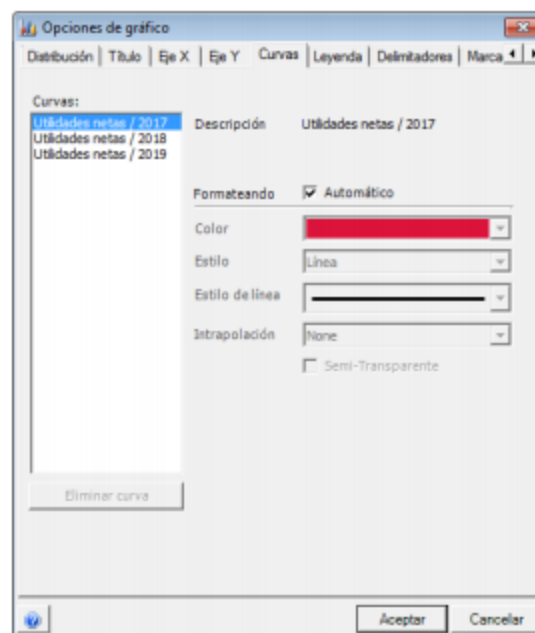 Opciones de gráfico
Distribución Título Eje X Eje Y Curvas Leyenda Delimitadores Marca
Curvas:
Utilidades netas / 2017
Utilidades netas / 2018
Utilidades netas / 2019
Descripción Utilidades netas / 2017
Formateando Automático
Color
Estilo Línea
Estilo de línea
Intrapolación None
Semi-Transparente
Eliminar curva
Aceptar Cancelar